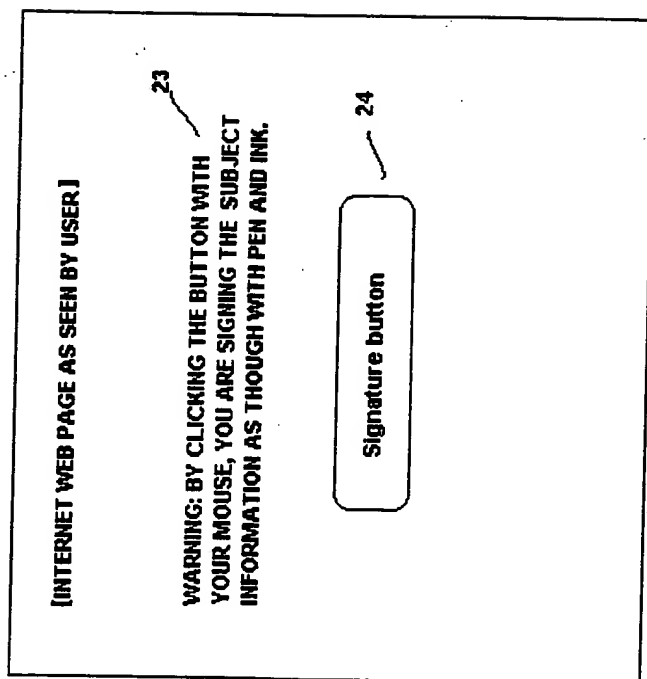 [INTERNET WEB PAGE AS SEEN BY USER]
23
WARNING: BY CLICKING THE BUTTON WITH
YOUR MOUSE, YOU ARE SIGNING THE SUBJECT
INFORMATION AS THOUGH WITH PEN AND INK.
24
Signature button